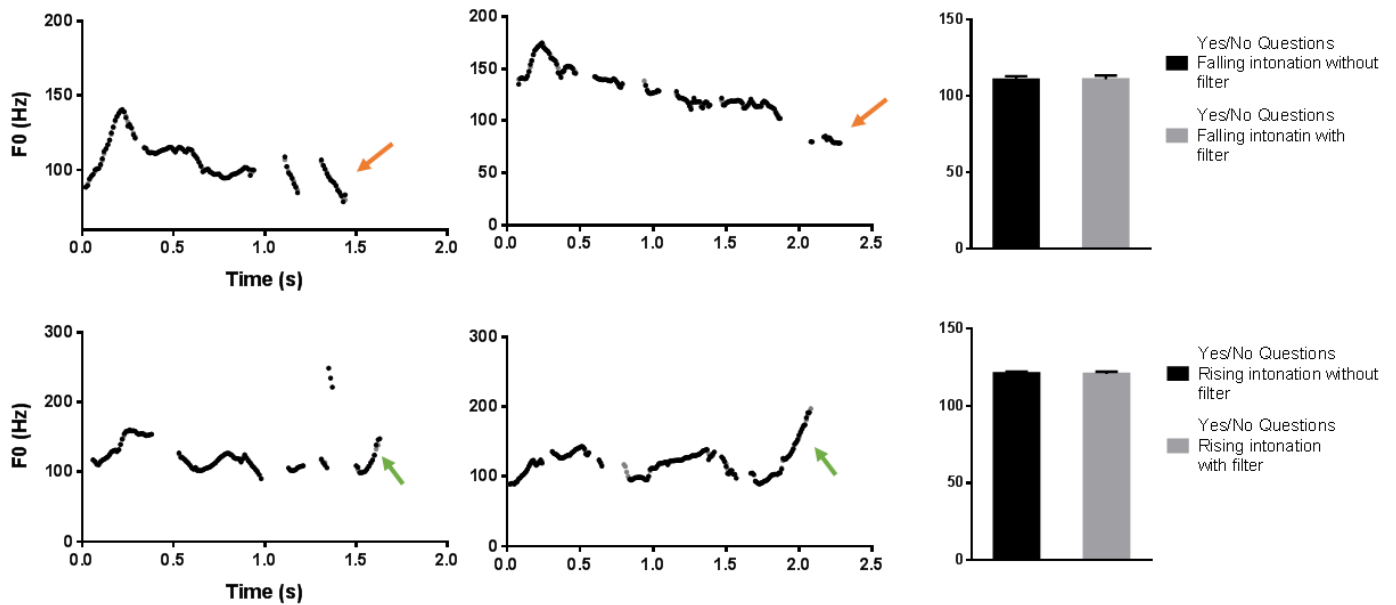 200
150
100
F0 (Hz)
0.0 0.5 1.0 1.5 2.0
Time (s)
200
150
100
50
0
0.0 0.5 1.0 1.5 2.0 2.5
150
100
50
0
Yes/No Questions
Falling intonation without
filter
Yes/No Questions
Falling intonatin with
filter
300
200
100
0
F0 (Hz)
0.0 0.5 1.0 1.5 2.0
Time (s)
300
200
100
0
0.0 0.5 1.0 1.5 2.0 2.5
150
100
50
0
Yes/No Questions
Rising intonation without
filter
Yes/No Questions
Rising intonation
with filter